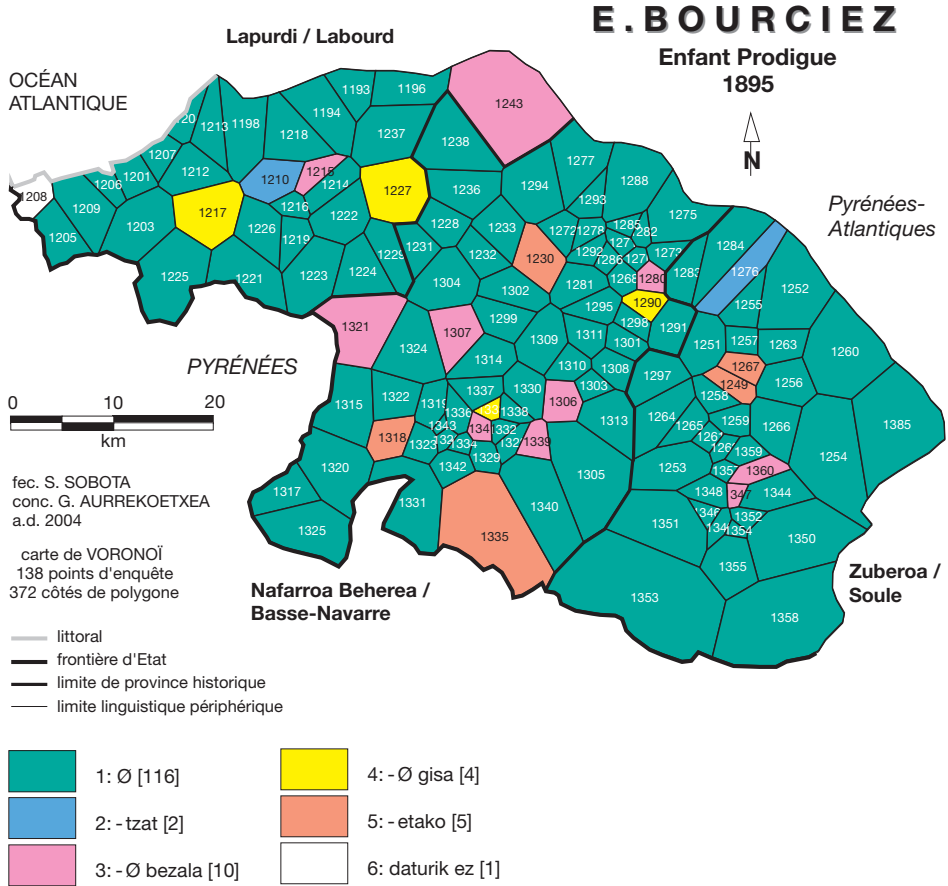 E. BOURCIEZ
Enfant Prodigue
1895
N
Lapurdi / Labourd
OCÉAN
ATLANTIQUE
Pyrénées-
Atlantiques
PYRÉNÉES
Nafarroa Beherea /
Basse-Navarre
Zuberoa /
Soule
1193 1196
1243
1213 1198 1218 1194 1237 1238
1207
1206 1201 1212 1210 1215 1214 1227 1236 1294 1277 1288
1208 1209 1205 1203 1217 1226 1216 1219 1222 1228 1233 1293 1275
1231 1232 1230 1272 1278 1285 1284 1276
1225 1221 1223 1224 1229 1304 1302 1281 1292 1286 1268 1280 1273 1283 1252
1321 1324 1307 1299 1295 1290 1298 1291 1255
1314 1309 1311 1301 1251 1257 1263 1260
1310 1308 1297 1267 1249 1256
1315 1322 1319 1337 1330 1306 1303 1258
1318 1323 1343 1336 1338 1332 1339 1313 1264 1265 1259 1266 1385
1320 1334 1329 1342 1305 1253 1359 1360 1254
1317 1325 1331 1335 1340 1351 1348 1344 1352 1354 1350
1355
1353 1358
0 10 20
km
fec. S. SOBOTA
conc. G. AURREKOETXEA
a.d. 2004
carte de VORONOÏ
138 points d'enquête
372 côtés de polygone
littoral
frontière d'Etat
limite de province historique
limite linguistique périphérique
1: Ø [116]
2: -tzat [2]
3: -Ø bezala [10]
4: -Ø gisa [4]
5: -etako [5]
6: daturik ez [1]